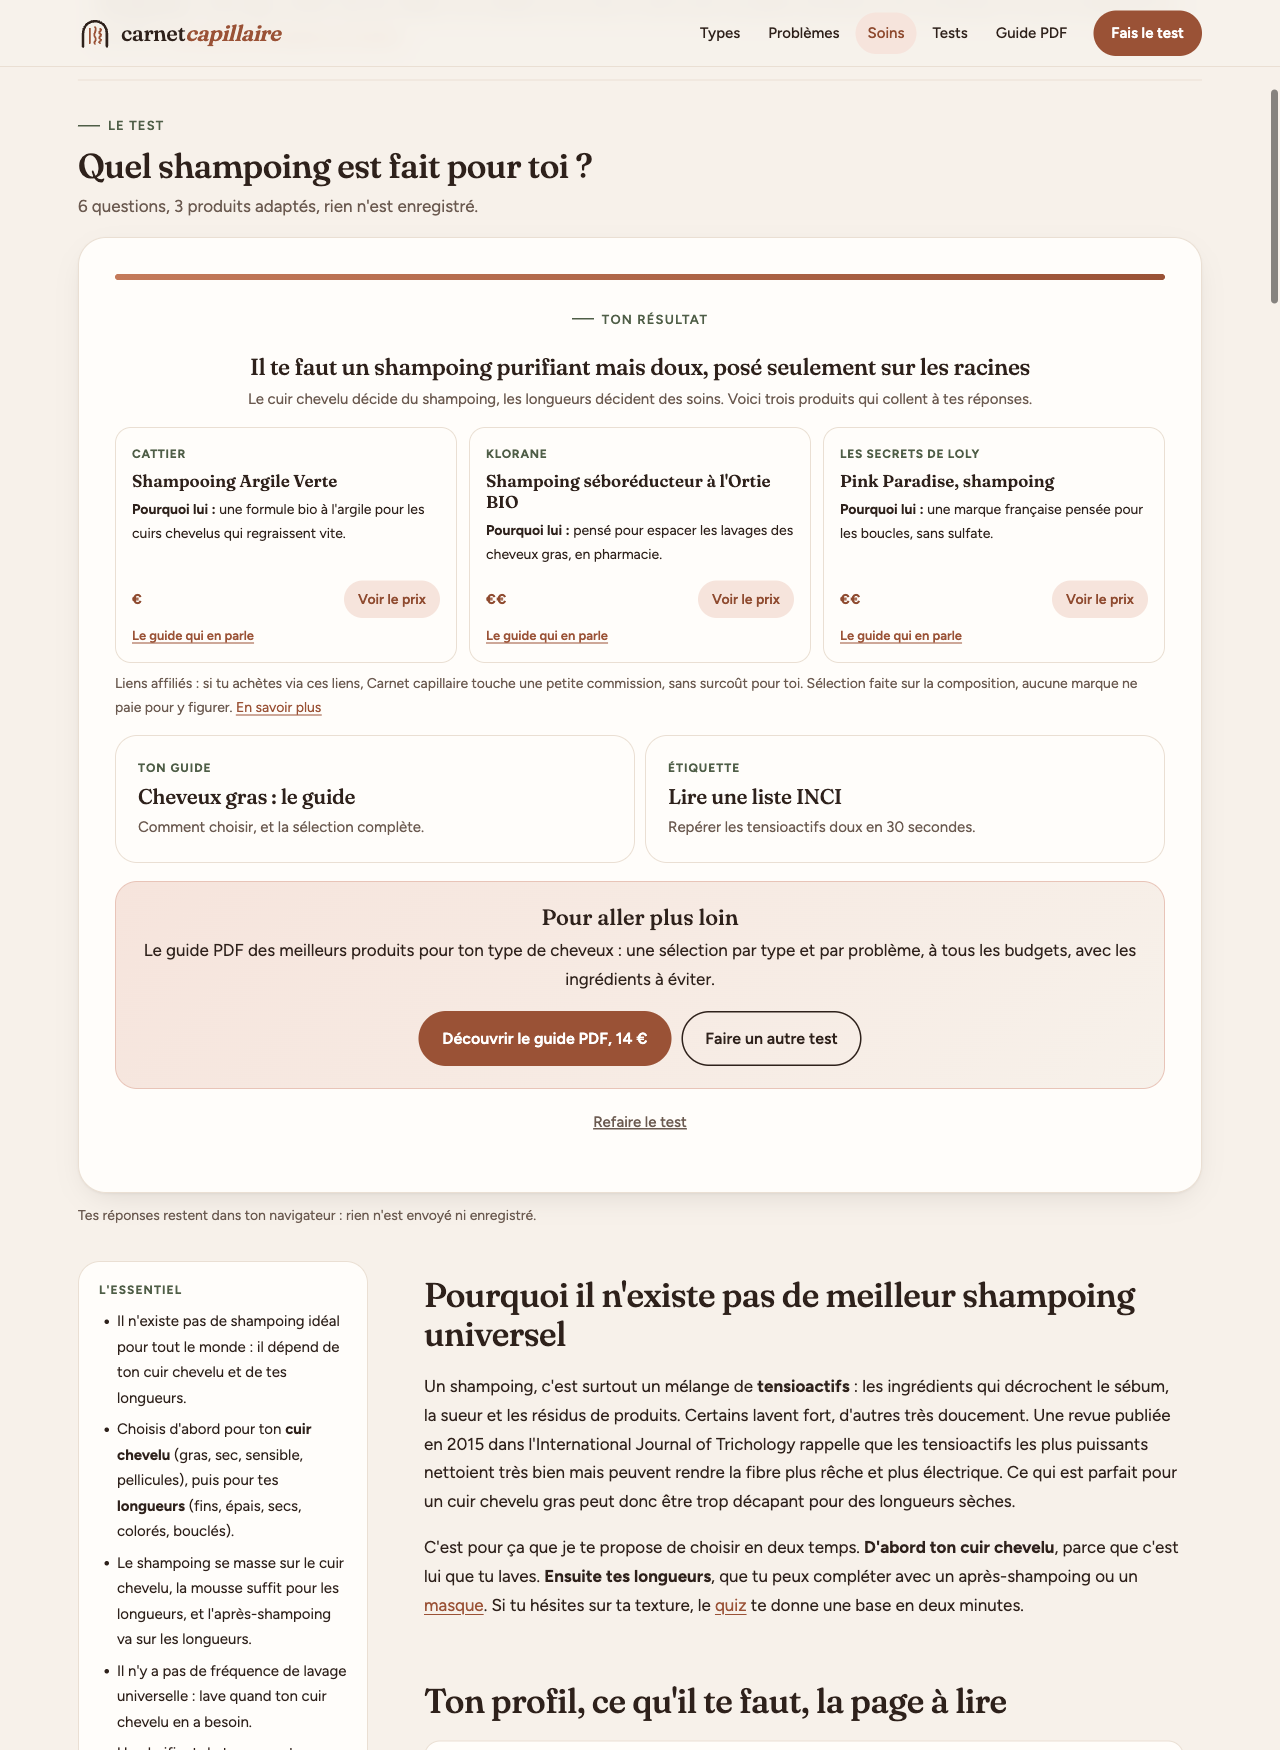 carnetcapillaire
Types
Problèmes
Soins
Tests
Guide PDF
Fais le test
LE TEST
Quel shampoing est fait pour toi ?
6 questions, 3 produits adaptés, rien n'est enregistré.
TON RÉSULTAT
Il te faut un shampoing purifiant mais doux, posé seulement sur les racines
Le cuir chevelu décide du shampoing, les longueurs décident des soins. Voici trois produits qui collent à tes réponses.
CATTIER
Shampooing Argile Verte
Pourquoi lui : une formule bio à l'argile pour les
cuirs chevelus qui regraissent vite.
€
Voir le prix
Le guide qui en parle
KLORANE
Shampoing séboréducteur à l'Ortie
BIO
Pourquoi lui : pensé pour espacer les lavages des
cheveux gras, en pharmacie.
€€
Voir le prix
Le guide qui en parle
LES SECRETS DE LOLY
Pink Paradise, shampoing
Pourquoi lui : une marque française pensée pour
les boucles, sans sulfate.
€€
Voir le prix
Le guide qui en parle
Liens affiliés : si tu achètes via ces liens, Carnet capillaire touche une petite commission, sans surcoût pour toi. Sélection faite sur la composition, aucune marque ne
paie pour y figurer. En savoir plus
TON GUIDE
Cheveux gras : le guide
Comment choisir, et la sélection complète.
ÉTIQUETTE
Lire une liste INCI
Repérer les tensioactifs doux en 30 secondes.
Pour aller plus loin
Le guide PDF des meilleurs produits pour ton type de cheveux : une sélection par type et par problème, à tous les budgets, avec les
ingrédients à éviter.
Découvrir le guide PDF, 14 €
Faire un autre test
Refaire le test
Tes réponses restent dans ton navigateur : rien n'est envoyé ni enregistré.
L'ESSENTIEL
• Il n'existe pas de shampoing idéal
pour tout le monde : il dépend de
ton cuir chevelu et de tes
longueurs.
• Choisis d'abord pour ton cuir
chevelu (gras, sec, sensible,
pellicules), puis pour tes
longueurs (fins, épais, secs,
colorés, bouclés).
• Le shampoing se masse sur le cuir
chevelu, la mousse suffit pour les
longueurs, et l'après-shampoing
va sur les longueurs.
• Il n'y a pas de fréquence de lavage
universelle : lave quand ton cuir
chevelu en a besoin.
Pourquoi il n'existe pas de meilleur shampoing
universel
Un shampoing, c'est surtout un mélange de tensioactifs : les ingrédients qui décrochent le sébum,
la sueur et les résidus de produits. Certains lavent fort, d'autres très doucement. Une revue publiée
en 2015 dans l'International Journal of Trichology rappelle que les tensioactifs les plus puissants
nettoient très bien mais peuvent rendre la fibre plus rêche et plus électrique. Ce qui est parfait pour
un cuir chevelu gras peut donc être trop décapant pour des longueurs sèches.
C'est pour ça que je te propose de choisir en deux temps. D'abord ton cuir chevelu, parce que c'est
lui que tu laves. Ensuite tes longueurs, que tu peux compléter avec un après-shampoing ou un
masque. Si tu hésites sur ta texture, le quiz te donne une base en deux minutes.
Ton profil, ce qu'il te faut, la page à lire